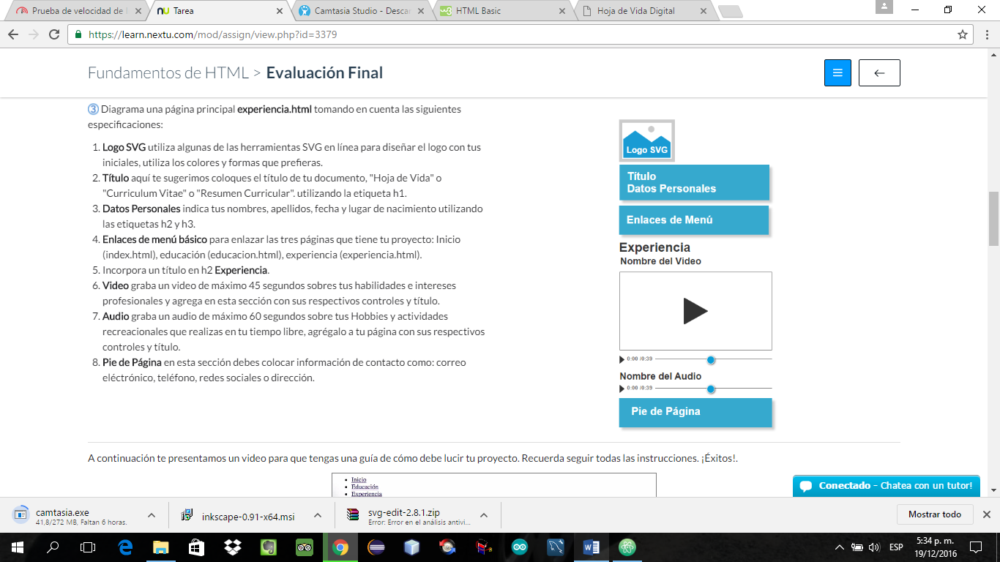 Prueba de velocidad de
Tarea
Camtasia Studio - Descar
HTML Basic
Hoja de Vida Digital
https://learn.nextu.com/mod/assign/view.php?id=3379
Fundamentos de HTML > Evaluación Final
3 Diagrama una página principal experiencia.html tomando en cuenta las siguientes
especificaciones:
1. Logo SVG utiliza algunas de las herramientas SVG en línea para diseñar el logo con tus
iniciales, utiliza los colores y formas que prefieras.
2. Título aquí te sugerimos coloques el título de tu documento, "Hoja de Vida" o
"Curriculum Vitae" o "Resumen Curricular". utilizando la etiqueta h1.
3. Datos Personales indica tus nombres, apellidos, fecha y lugar de nacimiento utilizando
las etiquetas h2 y h3.
4. Enlaces de menú básico para enlazar las tres páginas que tiene tu proyecto: Inicio
(index.html), educación (educacion.html), experiencia (experiencia.html).
5. Incorpora un título en h2 Experiencia.
6. Video graba un video de máximo 45 segundos sobres tus habilidades e intereses
profesionales y agrega en esta sección con sus respectivos controles y título.
7. Audio graba un audio de máximo 60 segundos sobre tus Hobbies y actividades
recreacionales que realizas en tu tiempo libre, agrégalo a tu página con sus respectivos
controles y título.
8. Pie de Página en esta sección debes colocar información de contacto como: correo
eléctrónico, teléfono, redes sociales o dirección.
Logo SVG
Título
Datos Personales
Enlaces de Menú
Experiencia
Nombre del Video
0:00 /0:39
Nombre del Audio
0:00 /0:39
Pie de Página
A continuación te presentamos un video para que tengas una guía de cómo debe lucir tu proyecto. Recuerda seguir todas las instrucciones. ¡Éxitos!.
Inicio
Educación
Experiencia
Conectado - Chatea con un tutor!
camtasia.exe
41,8/272 MB, Faltan 6 horas.
inkscape-0.91-x64.msi
svg-edit-2.8.1.zip
Error: Error en el análisis antivi...
Mostrar todo
ESP
5:34 p. m.
19/12/2016